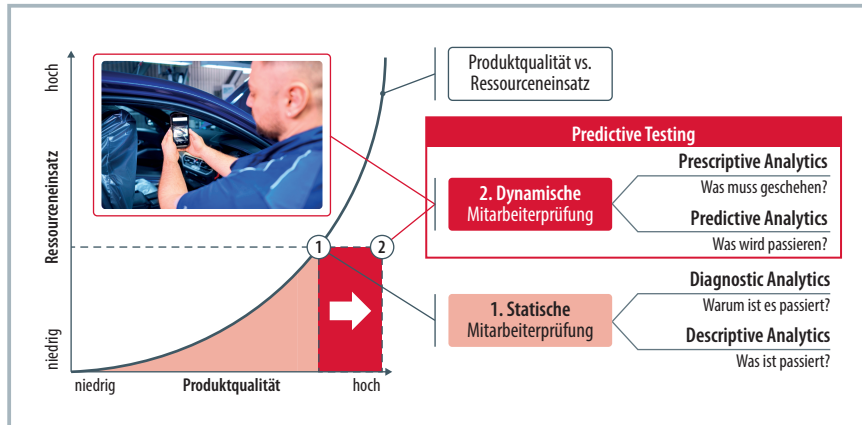 hoch
Ressourceneinsatz
niedrig
niedrig
Produktqualität
hoch
1
2
Produktqualität vs.
Ressourceneinsatz
Predictive Testing
2. Dynamische
Mitarbeiterprüfung
Prescriptive Analytics
Was muss geschehen?
Predictive Analytics
Was wird passieren?
1. Statische
Mitarbeiterprüfung
Diagnostic Analytics
Warum ist es passiert?
Descriptive Analytics
Was ist passiert?